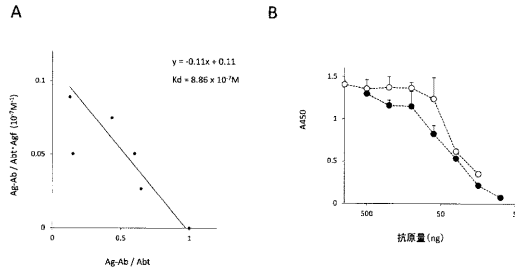 A
y = -0.11x + 0.11
Kd = 8.86 x 10⁻⁷M
Ag-Ab / Abt・Agf (10⁻⁷M⁻¹)
0.1
0.05
0
0
0.5
1
Ag-Ab / Abt
B
A450
1.5
1
0.5
0
500
50
5
抗原量(ng)